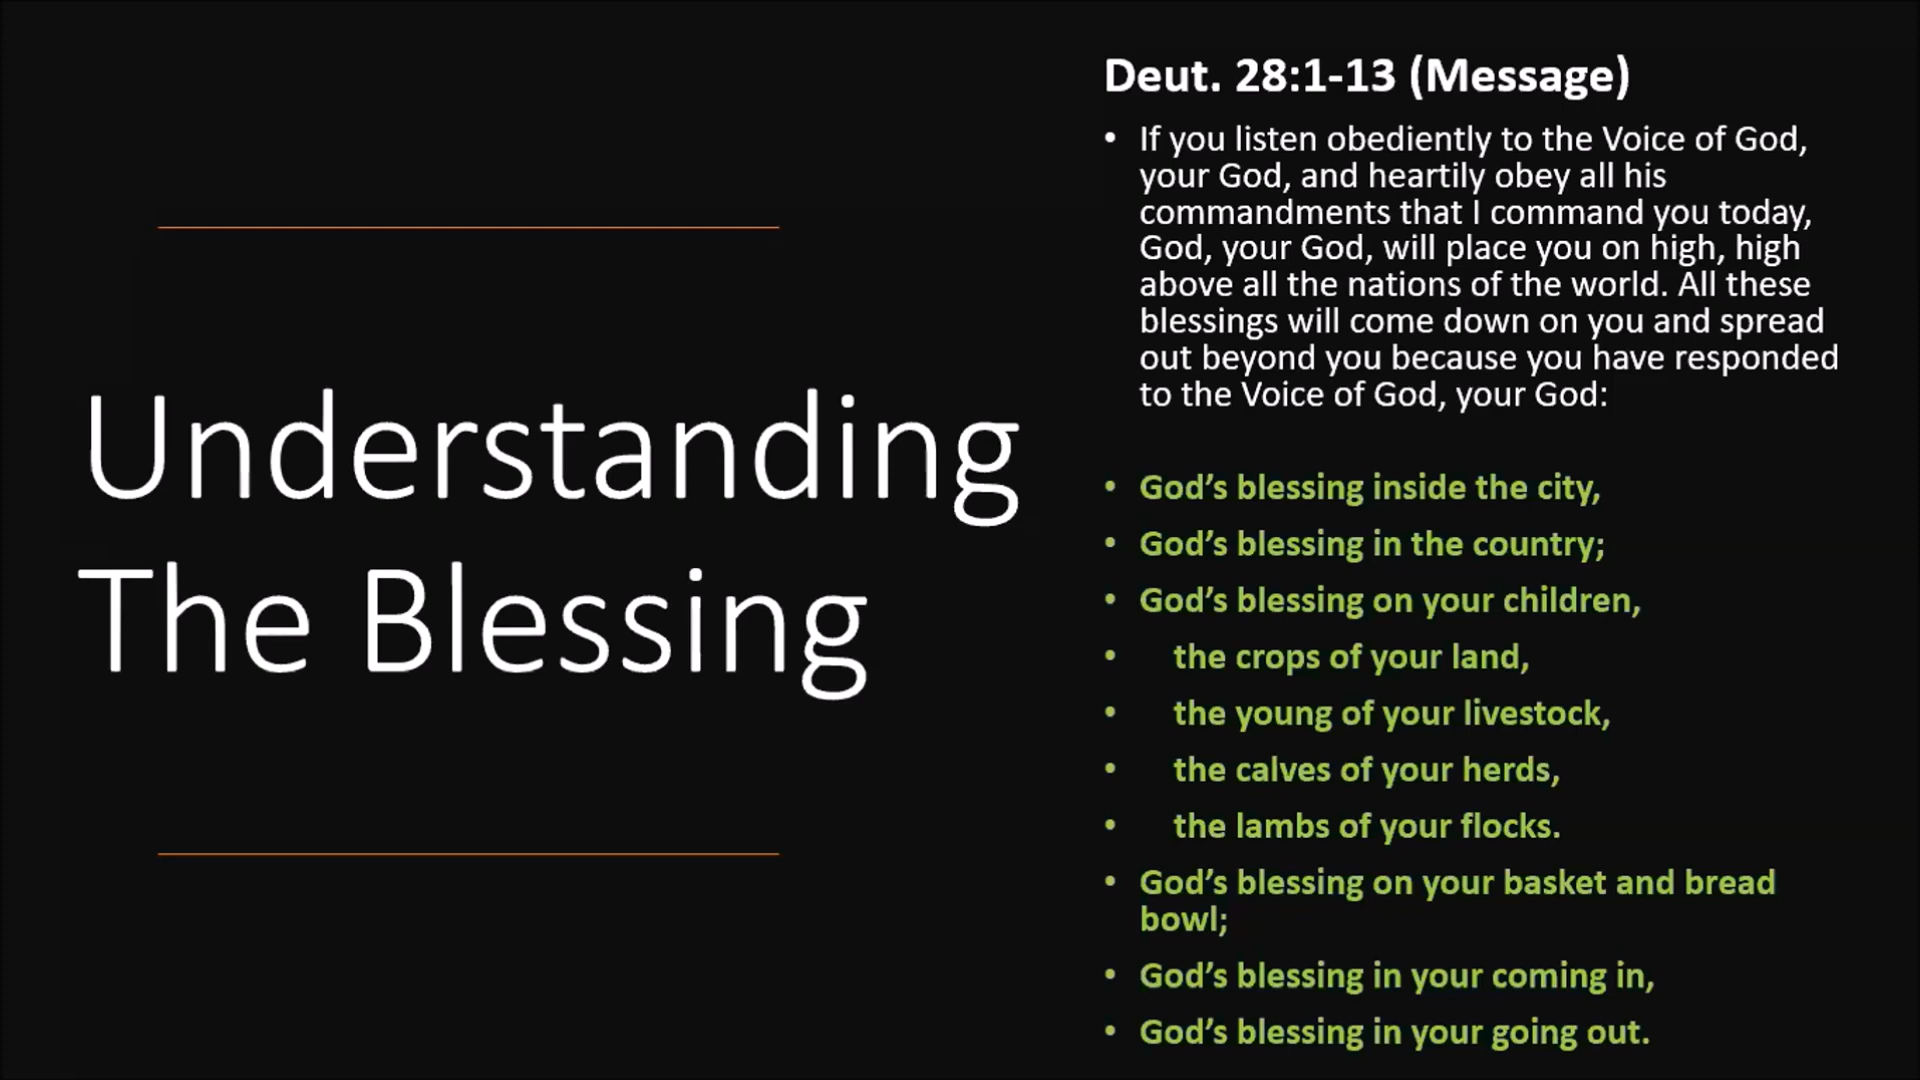 Understanding
The Blessing
Deut. 28:1-13 (Message)
• If you listen obediently to the Voice of God,
your God, and heartily obey all his
commandments that I command you today,
God, your God, will place you on high, high
above all the nations of the world. All these
blessings will come down on you and spread
out beyond you because you have responded
to the Voice of God, your God:
• God’s blessing inside the city,
• God’s blessing in the country;
• God’s blessing on your children,
• the crops of your land,
• the young of your livestock,
• the calves of your herds,
• the lambs of your flocks.
• God’s blessing on your basket and bread
bowl;
• God’s blessing in your coming in,
• God’s blessing in your going out.